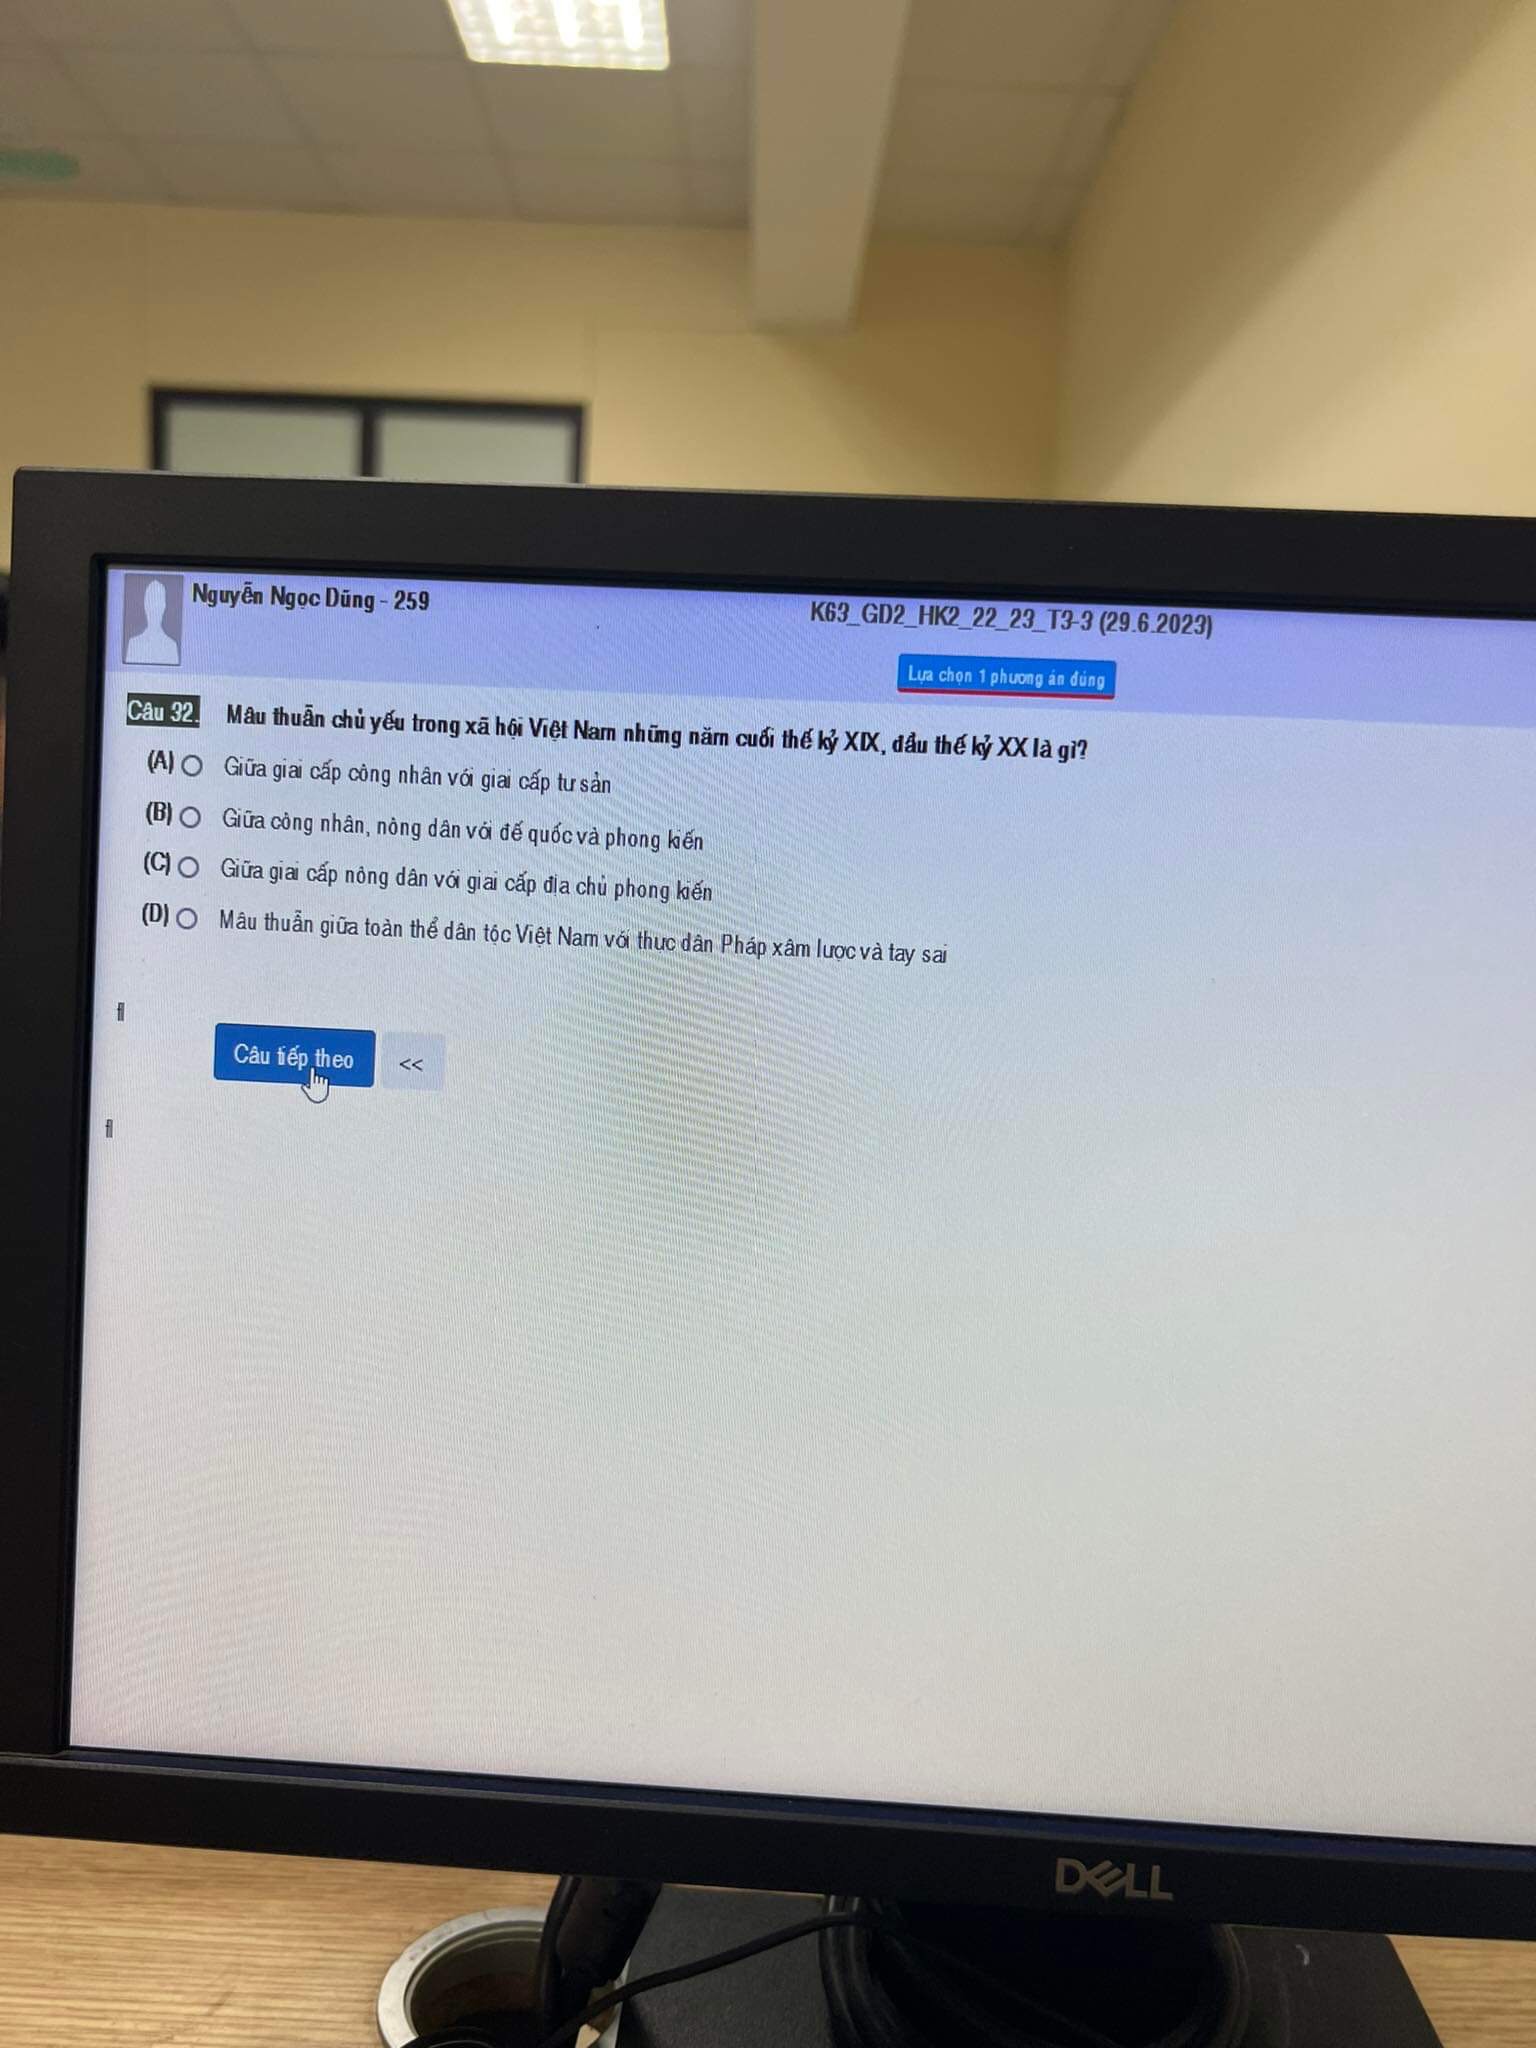 Nguyễn Ngọc Dũng - 259
K63_GD2_HK2_22_23_T3-3 (29.6.2023)
Lựa chọn 1 phương án đúng
Câu 32. Mâu thuẫn chủ yếu trong xã hội Việt Nam những năm cuối thế kỷ XIX, đầu thế kỷ XX là gì?
(A) Giữa giai cấp công nhân với giai cấp tư sản
(B) Giữa công nhân, nông dân với đế quốc và phong kiến
(C) Giữa giai cấp nông dân với giai cấp địa chủ phong kiến
(D) Mâu thuẫn giữa toàn thể dân tộc Việt Nam với thực dân Pháp xâm lược và tay sai
Câu tiếp theo <<
DELL